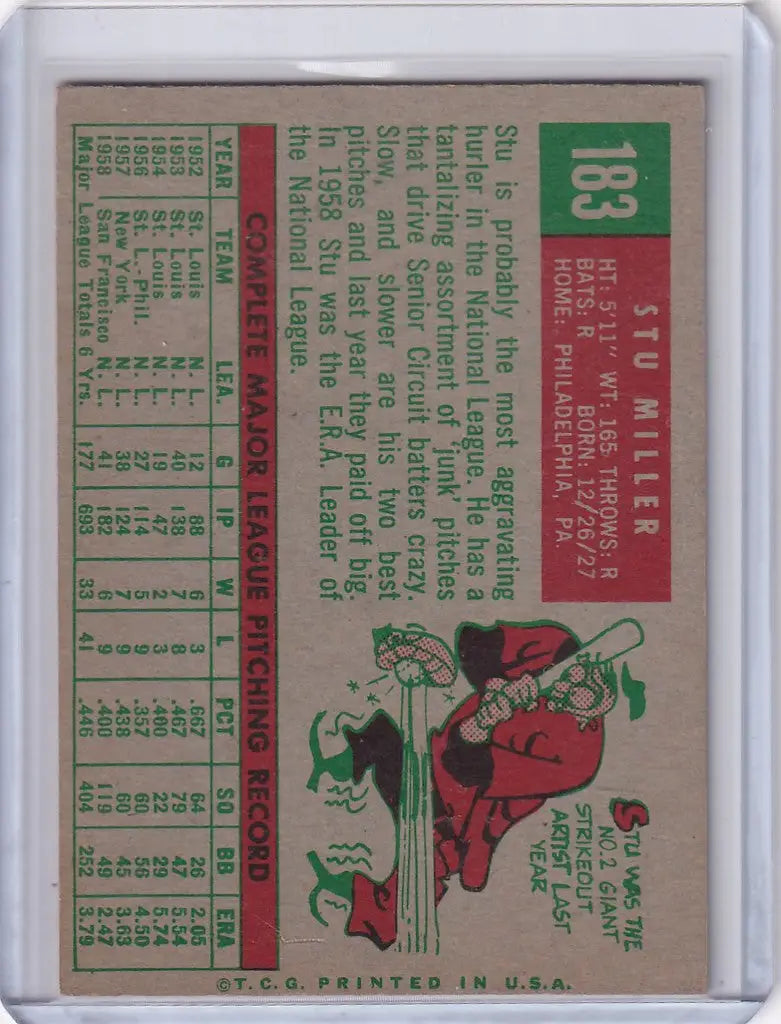 183
STU MILLER
HT: 5'11" WT: 165 THROWS: R
BATS: R BORN: 12/26/27
HOME: PHILADELPHIA, PA.
Stu is probably the most aggravating
hurler in the National League. He has a
tantalizing assortment of 'junk' pitches
that drive Senior Circuit batters crazy.
Slow, and slower are his two best
pitches and last year they paid off big.
In 1958 Stu was the E.R.A. Leader of
the National League.
STU WAS THE
NO. 2 GIANT
STRIKEOUT
ARTIST LAST
YEAR
COMPLETE MAJOR LEAGUE PITCHING RECORD
YEAR TEAM LEA. G IP W L PCT SO BB ERA
1952 St. Louis N. L. 12 88 6 3 .667 64 26 2.05
1953 St. Louis N. L. 40 138 7 8 .467 79 47 5.54
1954 St. Louis N. L. 19 47 2 3 .400 22 29 5.74
1956 St. L.-Phil. N. L. 27 114 5 9 .357 60 56 4.50
1957 New York N. L. 38 124 7 9 .438 60 45 3.63
1958 San Francisco N. L. 41 182 6 9 .400 119 49 2.47
Major League Totals 6 Yrs. 177 693 33 41 .446 404 252 3.79
©T.C.G. PRINTED IN U.S.A.